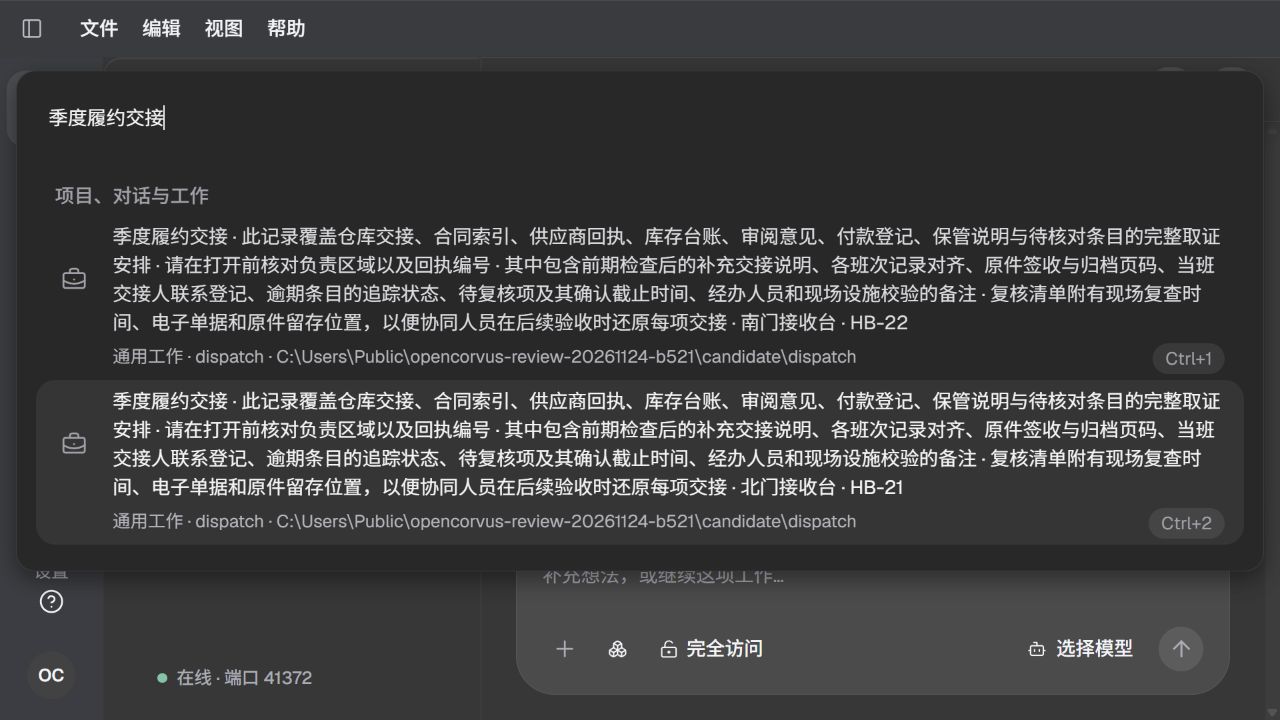 文件 编辑 视图 帮助
季度履约交接
项目、对话与工作
季度履约交接 · 此记录覆盖仓库交接、合同索引、供应商回执、库存台账、审阅意见、付款登记、保管说明与待核对条目的完整取证
安排 · 请在打开前核对负责区域以及回执编号 · 其中包含前期检查后的补充交接说明、各班次记录对齐、原件签收与归档页码、当班
交接人联系登记、逾期条目的追踪状态、待复核项及其确认截止时间、经办人员和现场设施校验的备注 · 复核清单附有现场复查时
间、电子单据和原件留存位置，以便协同人员在后续验收时还原每项交接 · 南门接收台 · HB-22
通用工作 · dispatch · C:\Users\Public\opencorvus-review-20261124-b521\candidate\dispatch
Ctrl+1
季度履约交接 · 此记录覆盖仓库交接、合同索引、供应商回执、库存台账、审阅意见、付款登记、保管说明与待核对条目的完整取证
安排 · 请在打开前核对负责区域以及回执编号 · 其中包含前期检查后的补充交接说明、各班次记录对齐、原件签收与归档页码、当班
交接人联系登记、逾期条目的追踪状态、待复核项及其确认截止时间、经办人员和现场设施校验的备注 · 复核清单附有现场复查时
间、电子单据和原件留存位置，以便协同人员在后续验收时还原每项交接 · 北门接收台 · HB-21
通用工作 · dispatch · C:\Users\Public\opencorvus-review-20261124-b521\candidate\dispatch
Ctrl+2
设置
补充想法，或继续这项工作...
完全访问
选择模型
OC
在线 · 端口 41372